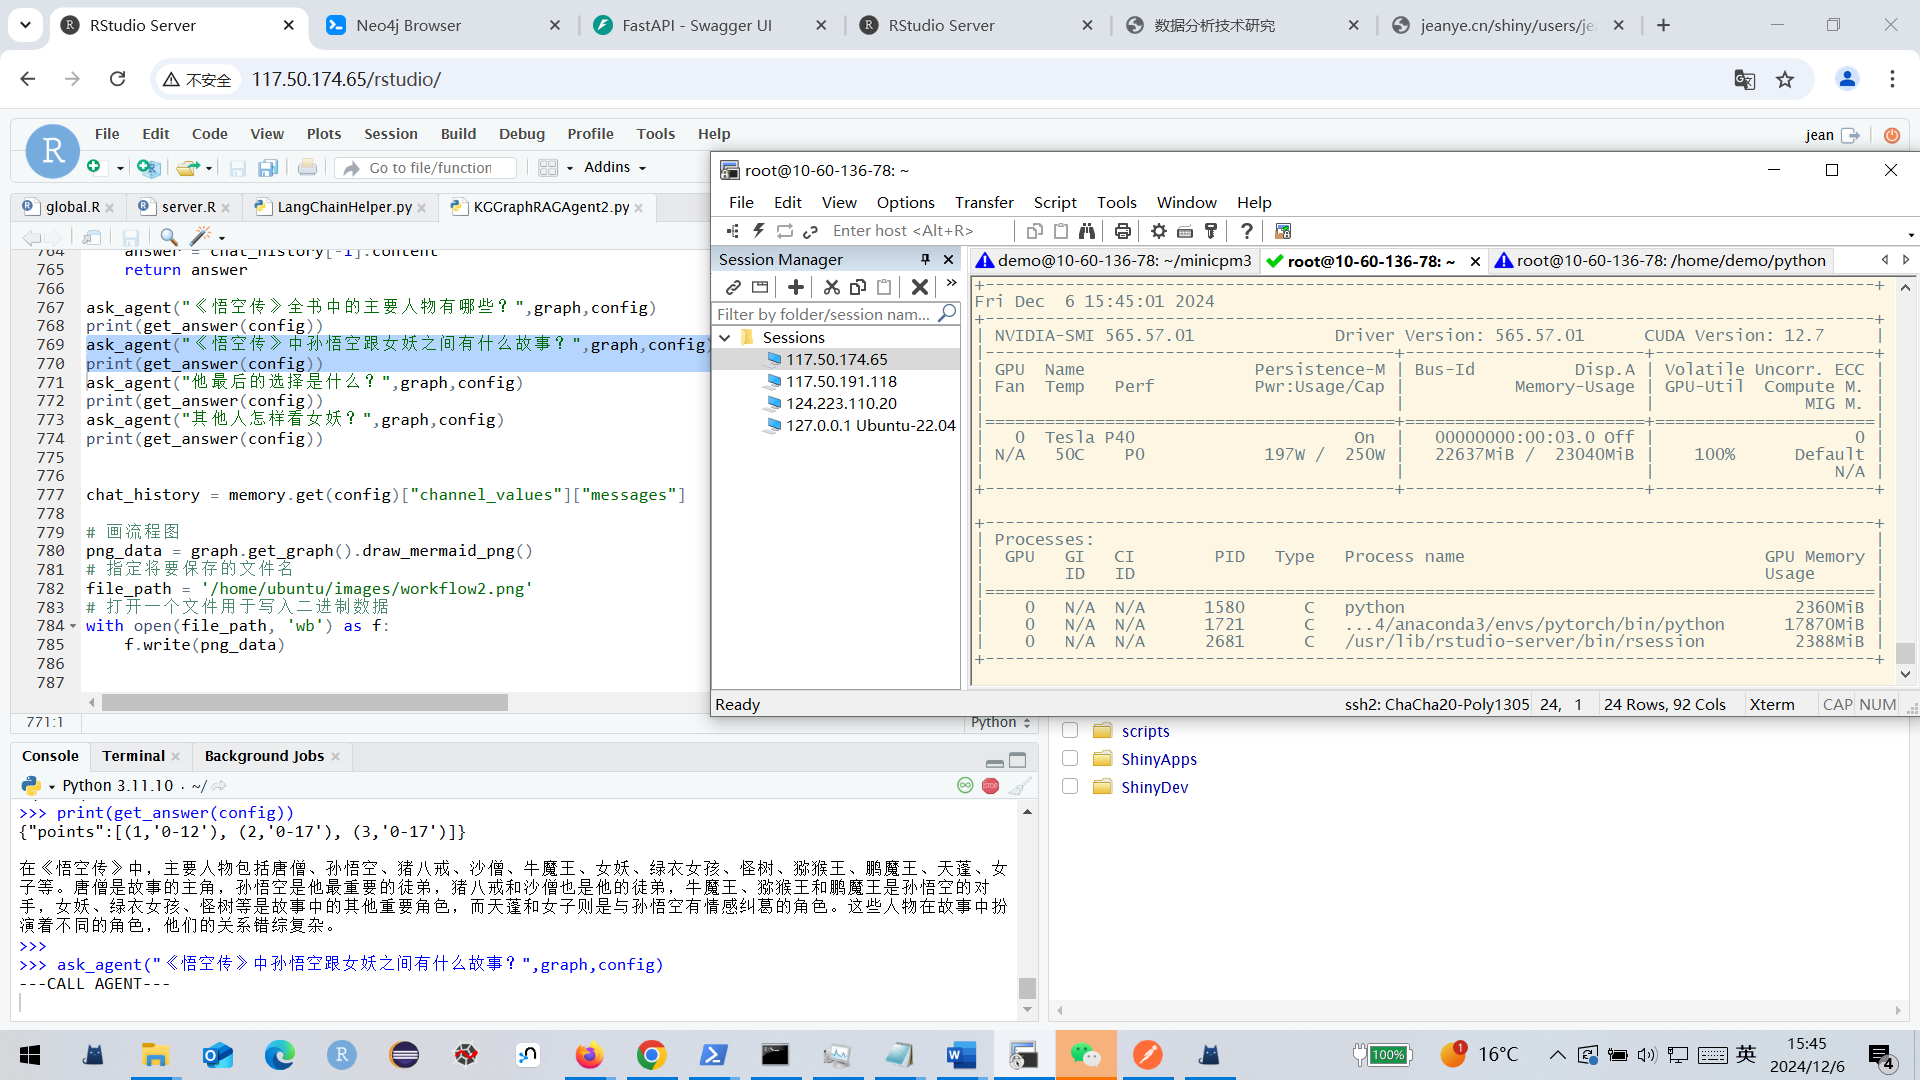 RStudio Server
Neo4j Browser
FastAPI - Swagger UI
RStudio Server
数据分析技术研究
jeanye.cn/shiny/users/je
不安全
117.50.174.65/rstudio/
File Edit Code View Plots Session Build Debug Profile Tools Help
jean
Go to file/function
Addins
global.R
server.R
LangChainHelper.py
KGGraphRAGAgent2.py
764 answer = chat_history[-1].content
765 return answer
766
767 ask_agent("《悟空传》全书中的主要人物有哪些？",graph,config)
768 print(get_answer(config))
769 ask_agent("《悟空传》中孙悟空跟女妖之间有什么故事？",graph,config)
770 print(get_answer(config))
771 ask_agent("他最后的选择是什么？",graph,config)
772 print(get_answer(config))
773 ask_agent("其他人怎样看女妖？",graph,config)
774 print(get_answer(config))
775
776
777 chat_history = memory.get(config)["channel_values"]["messages"]
778
779 # 画流程图
780 png_data = graph.get_graph().draw_mermaid_png()
781 # 指定将要保存的文件名
782 file_path = '/home/ubuntu/images/workflow2.png'
783 # 打开一个文件用于写入二进制数据
784 with open(file_path, 'wb') as f:
785 f.write(png_data)
786
787
771:1
Python
root@10-60-136-78: ~
File Edit View Options Transfer Script Tools Window Help
Enter host <Alt+R>
Session Manager
Filter by folder/session nam...
Sessions
117.50.174.65
117.50.191.118
124.223.110.20
127.0.0.1 Ubuntu-22.04
demo@10-60-136-78: ~/minicpm3
root@10-60-136-78: ~
root@10-60-136-78: /home/demo/python
+-----------------------------------------------------------------------------------------+
Fri Dec  6 15:45:01 2024
+-----------------------------------------------------------------------------------------+
| NVIDIA-SMI 565.57.01 Driver Version: 565.57.01 CUDA Version: 12.7 |
|-----------------------------------------+------------------------+----------------------+
| GPU Name Persistence-M | Bus-Id Disp.A | Volatile Uncorr. ECC |
| Fan Temp Perf Pwr:Usage/Cap | Memory-Usage | GPU-Util Compute M. |
| | | MIG M. |
|=========================================+========================+======================|
| 0 Tesla P40 On | 00000000:00:03.0 Off | 0 |
| N/A 50C P0 197W / 250W | 22637MiB / 23040MiB | 100% Default |
| | | N/A |
+-----------------------------------------+------------------------+----------------------+
+-----------------------------------------------------------------------------------------+
| Processes: |
| GPU GI CI PID Type Process name GPU Memory |
| ID ID Usage |
|=========================================================================================|
| 0 N/A N/A 1580 C python 2360MiB |
| 0 N/A N/A 1721 C ...4/anaconda3/envs/pytorch/bin/python 17870MiB |
| 0 N/A N/A 2681 C /usr/lib/rstudio-server/bin/rsession 2388MiB |
+-----------------------------------------------------------------------------------------+
Ready
ssh2: ChaCha20-Poly1305 24, 1 24 Rows, 92 Cols Xterm CAP NUM
scripts
ShinyApps
ShinyDev
Console
Terminal
Background Jobs
Python 3.11.10 · ~/
>>> print(get_answer(config))
{"points":[(1,'0-12'), (2,'0-17'), (3,'0-17')]}
在《悟空传》中，主要人物包括唐僧、孙悟空、猪八戒、沙僧、牛魔王、女妖、绿衣女孩、怪树、猕猴王、鹏魔王、天蓬、女
子等。唐僧是故事的主角，孙悟空是他最重要的徒弟，猪八戒和沙僧也是他的徒弟，牛魔王、猕猴王和鹏魔王是孙悟空的对
手，女妖、绿衣女孩、怪树等是故事中的其他重要角色，而天蓬和女子则是与孙悟空有情感纠葛的角色。这些人物在故事中扮
演着不同的角色，他们的关系错综复杂。
>>>
>>> ask_agent("《悟空传》中孙悟空跟女妖之间有什么故事？",graph,config)
---CALL AGENT---
100%
1
16°C
英
15:45
2024/12/6
4